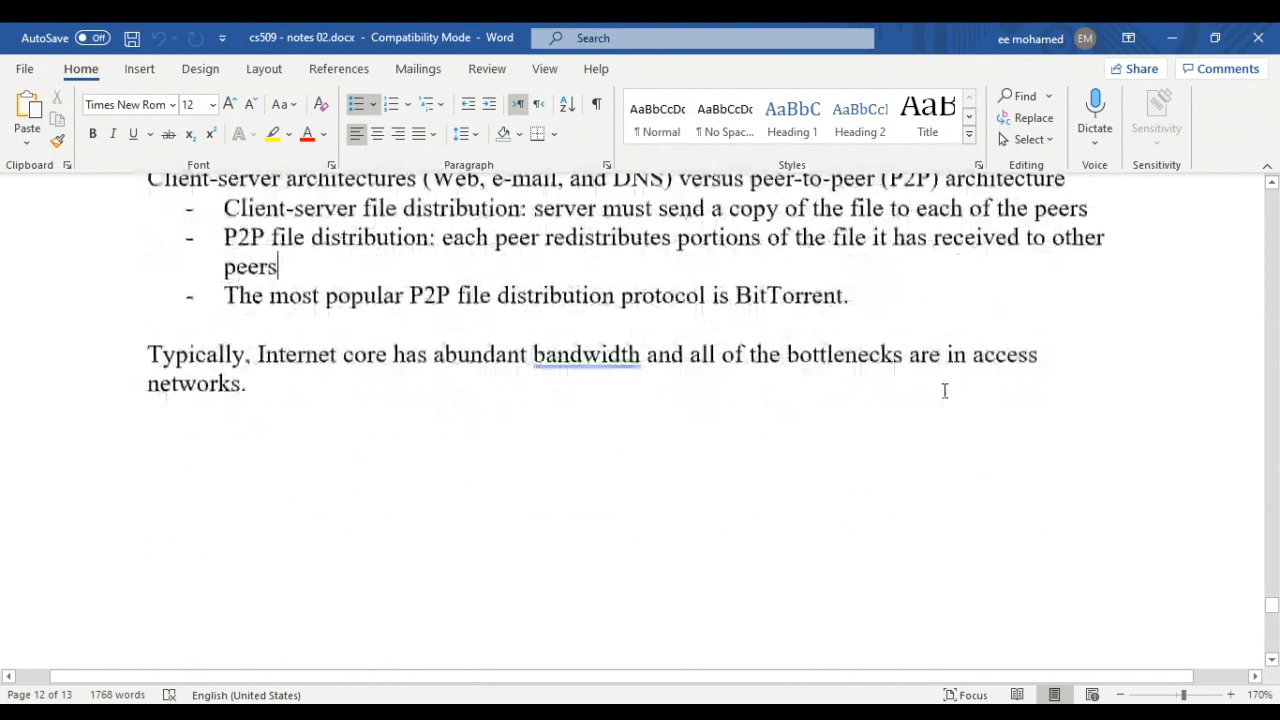 AutoSave Off cs509 - notes 02.docx - Compatibility Mode - Word Search ee mohamed EM
File Home Insert Design Layout References Mailings Review View Help Share Comments
Times New Rom 12 A A Aa A ¶ AaBbCcDc AaBbCcDc AaBbC AaBbCcI AaB Find
Paste Replace Dictate Sensitivity
B I U ab x₂ x² A A ¶ Normal ¶ No Spac... Heading 1 Heading 2 Title Select
Clipboard Font Paragraph Styles Editing Voice Sensitivity
Client-server architectures (Web, e-mail, and DNS) versus peer-to-peer (P2P) architecture
- Client-server file distribution: server must send a copy of the file to each of the peers
- P2P file distribution: each peer redistributes portions of the file it has received to other
peers
- The most popular P2P file distribution protocol is BitTorrent.
Typically, Internet core has abundant bandwidth and all of the bottlenecks are in access
networks.
Page 12 of 13 1768 words English (United States) Focus 170%